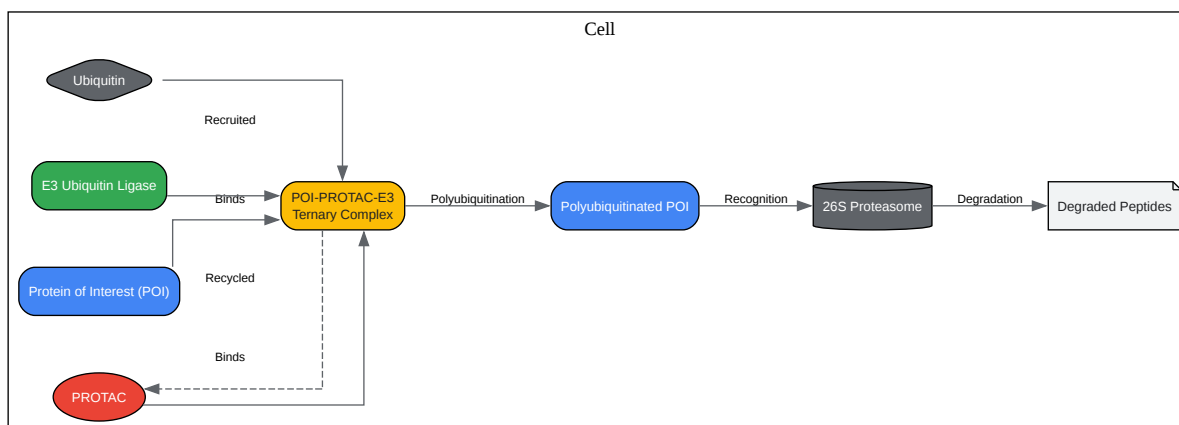 Cell
Ubiquitin
Recruited
E3 Ubiquitin Ligase
Binds
POI-PROTAC-E3
Ternary Complex
Polyubiquitination
Polyubiquitinated POI
Recognition
26S Proteasome
Degradation
Degraded Peptides
Protein of Interest (POI)
Recycled
Binds
PROTAC